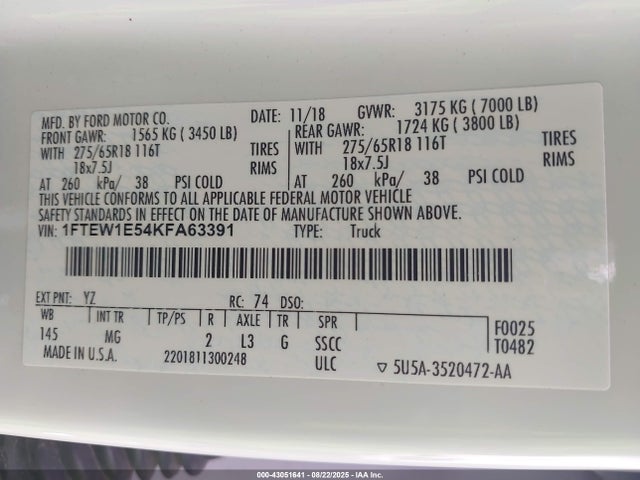 MFD. BY FORD MOTOR CO. DATE: 11/18 GVWR: 3175 KG ( 7000 LB)
FRONT GAWR: 1565 KG ( 3450 LB) REAR GAWR: 1724 KG ( 3800 LB)
WITH 275/65R18 116T TIRES WITH 275/65R18 116T TIRES
18x7.5J RIMS 18x7.5J RIMS
AT 260 kPa/ 38 PSI COLD AT 260 kPa/ 38 PSI COLD
THIS VEHICLE CONFORMS TO ALL APPLICABLE FEDERAL MOTOR VEHICLE
SAFETY STANDARDS IN EFFECT ON THE DATE OF MANUFACTURE SHOWN ABOVE.
VIN: 1FTEW1E54KFA63391 TYPE: Truck
EXT PNT: YZ RC: 74 DSO:
WB INT TR TP/PS R AXLE TR SPR F0025
145 MG 2 L3 G SSCC T0482
MADE IN U.S.A. 2201811300248 ULC 5U5A-3520472-AA
000-43051641 - 08/22/2025 - IAA Inc.